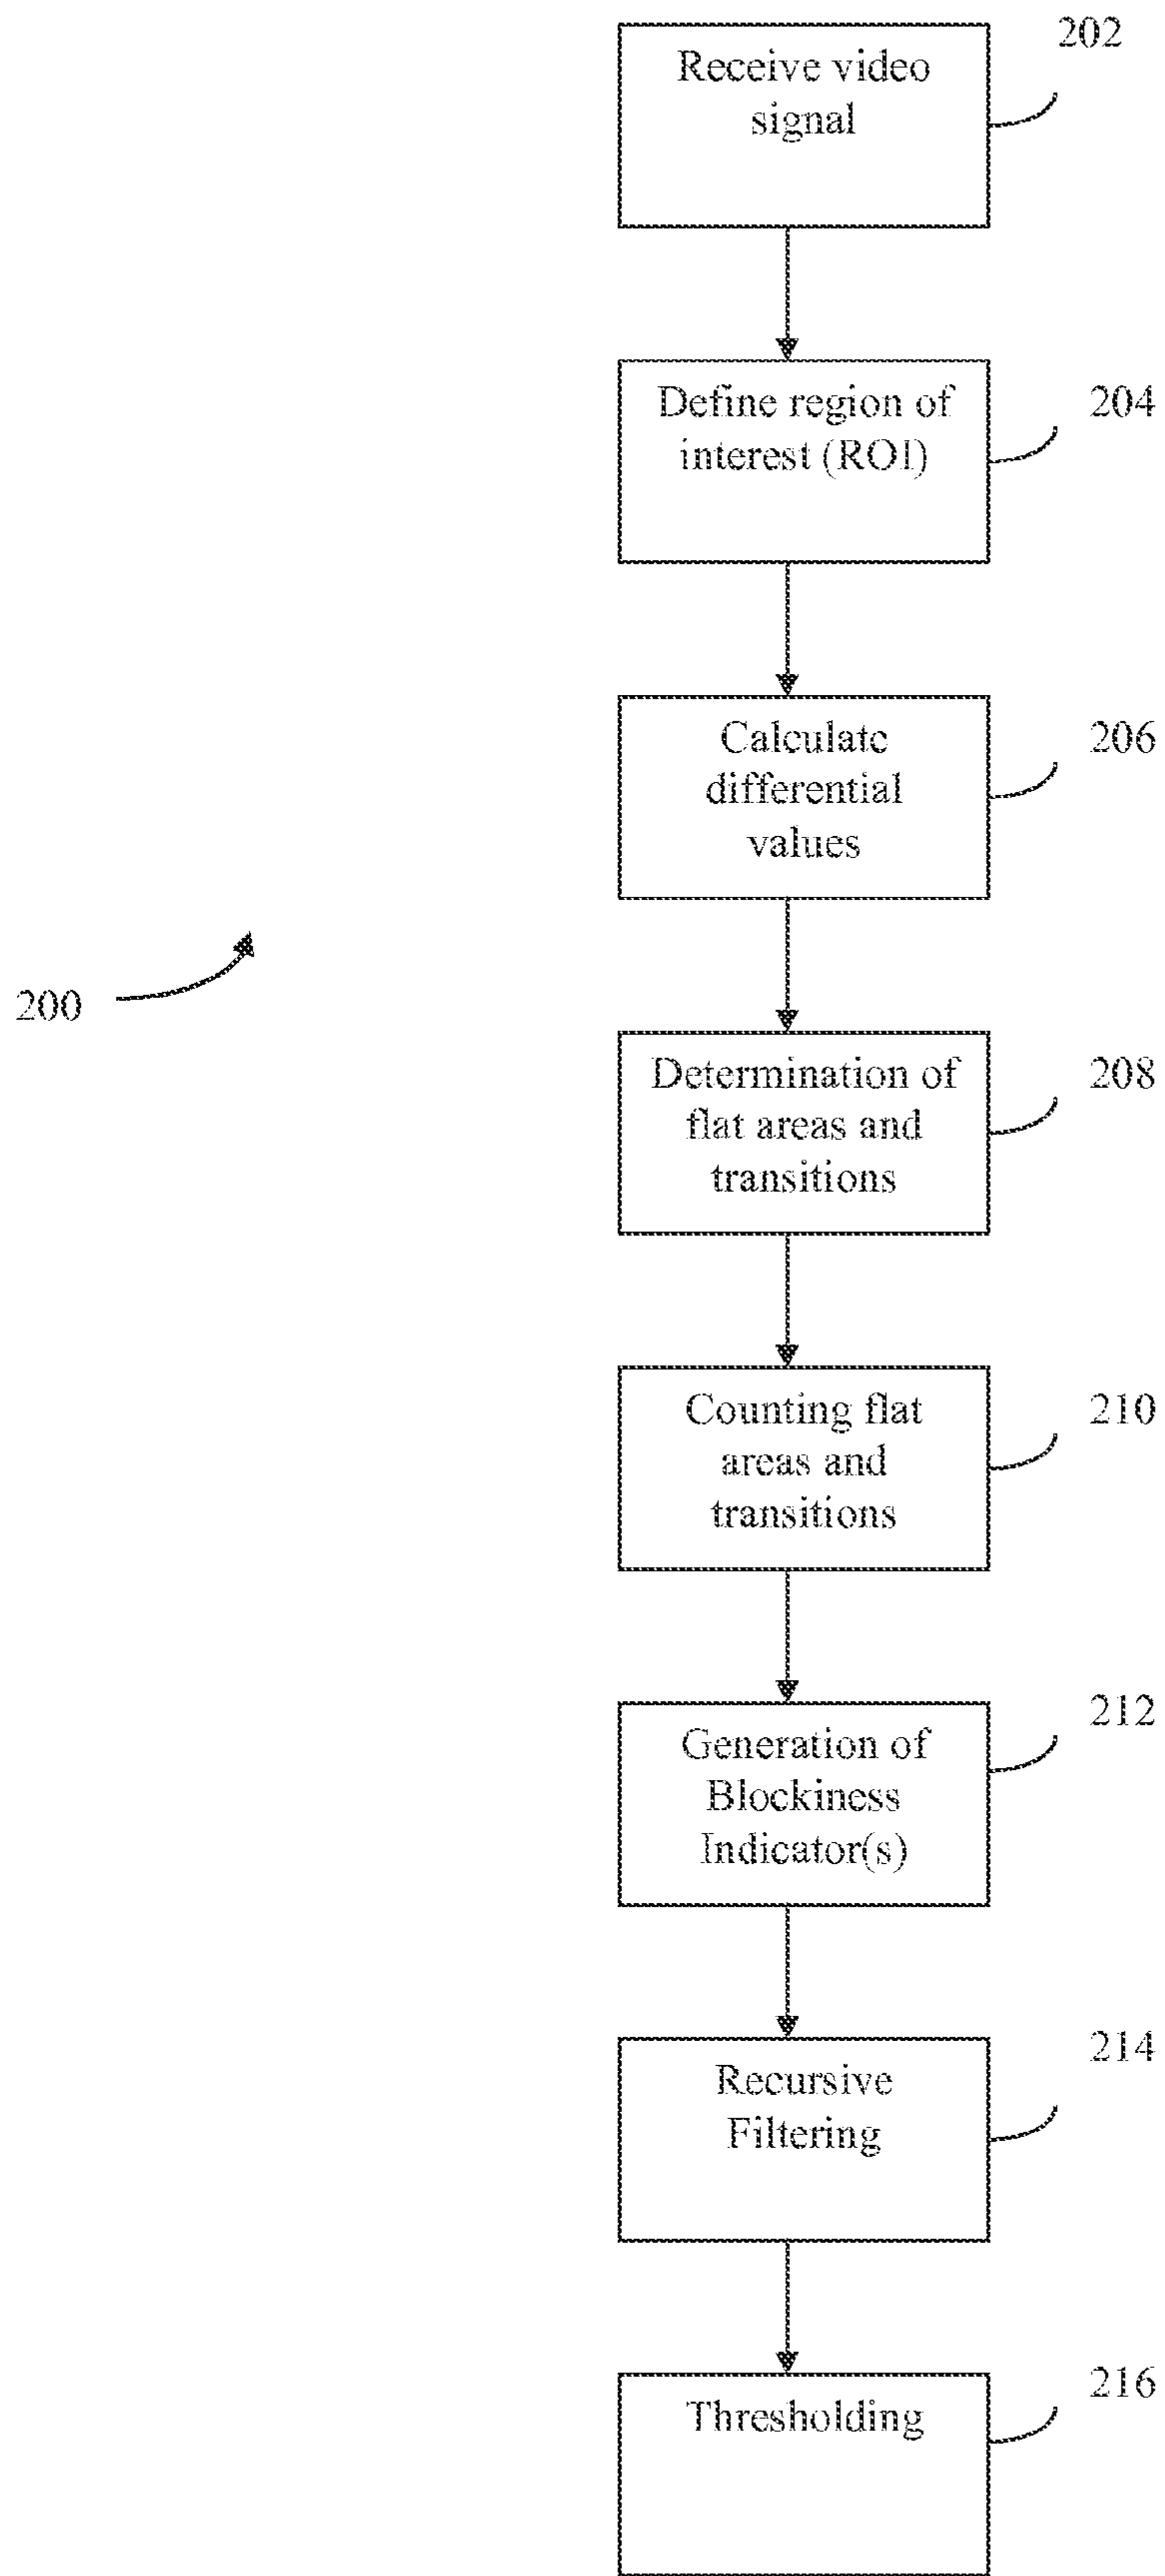 202
Receive video
signal
204
Define region of
interest (ROI)
206
Calculate
differential
values
200
208
Determination of
flat areas and
transitions
210
Counting flat
areas and
transitions
212
Generation of
Blockiness
Indicator(s)
214
Recursive
Filtering
216
Thresholding